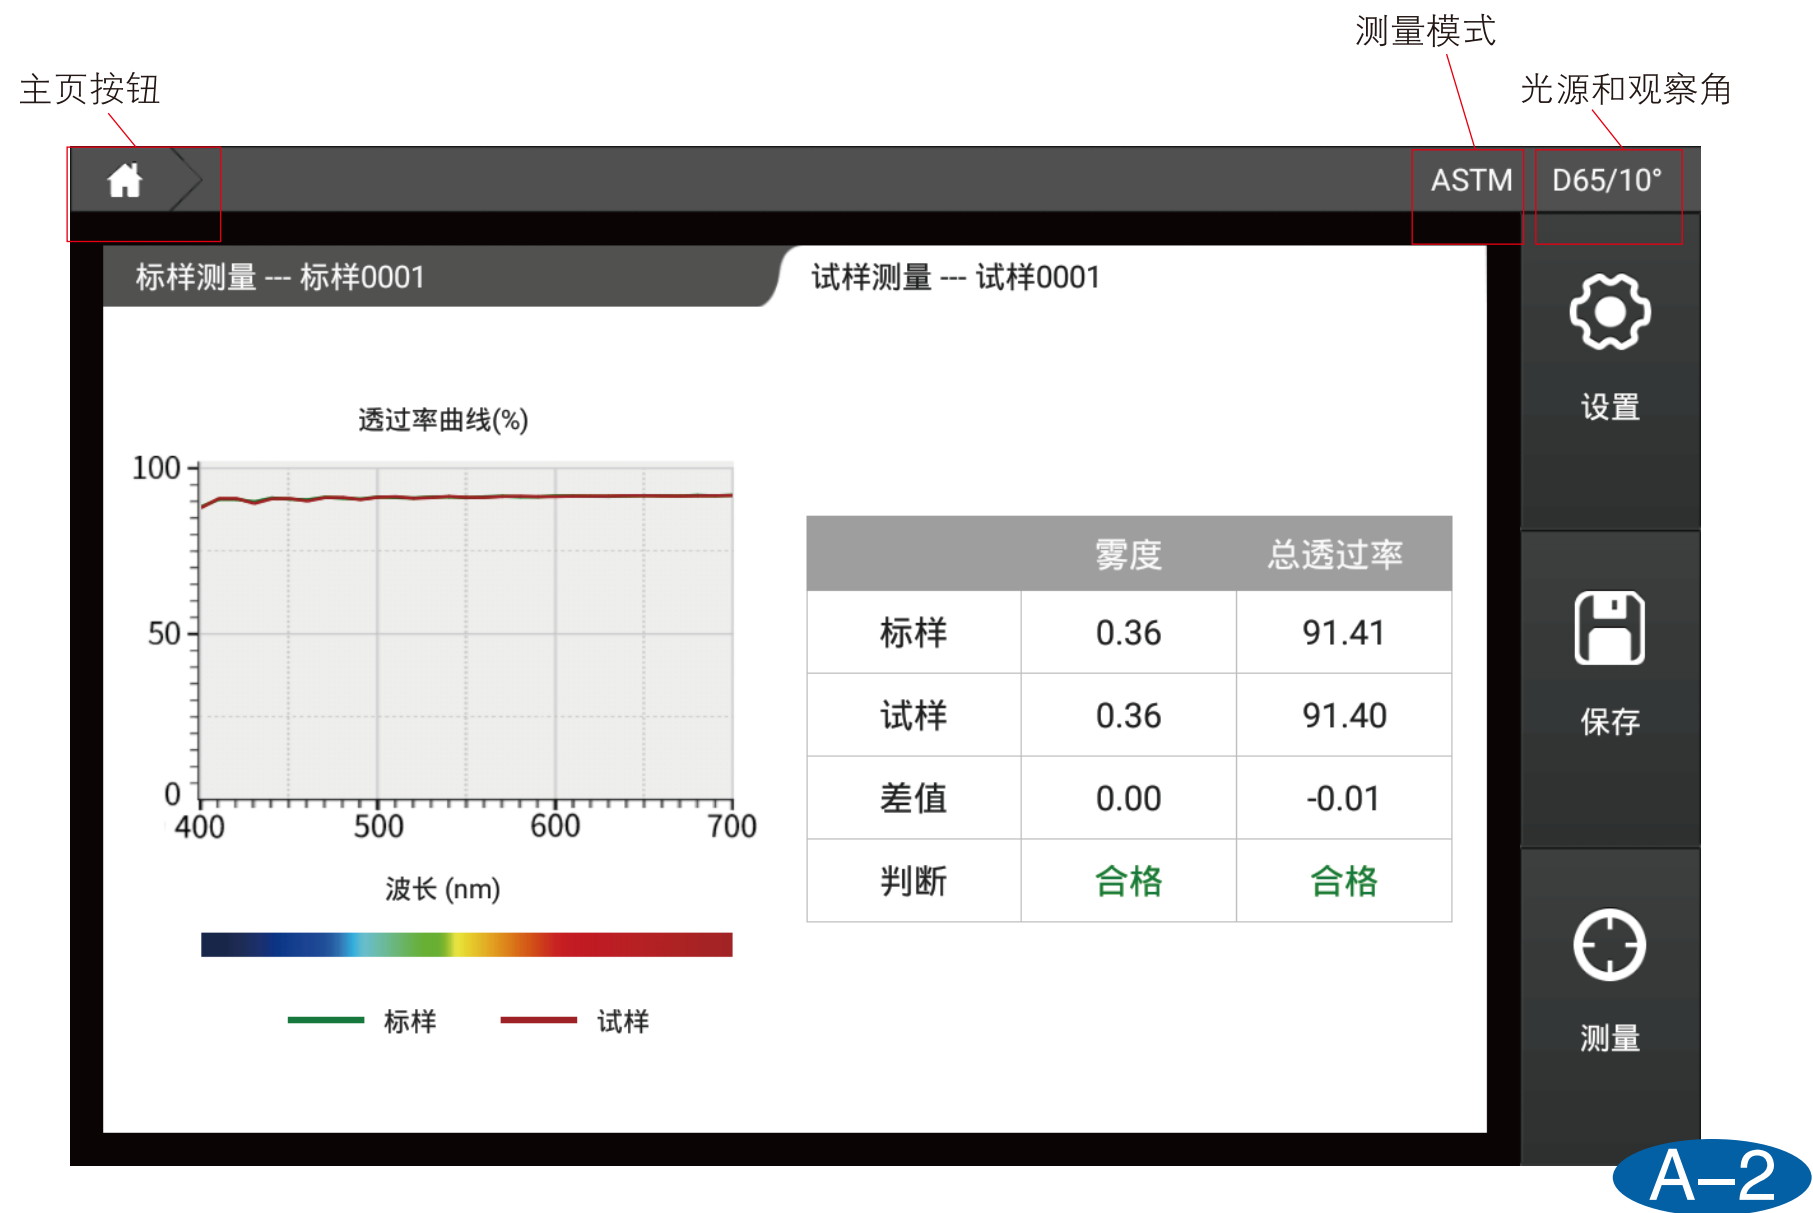 测量模式
主页按钮
光源和观察角
ASTM
D65/10°
标样测量 --- 标样0001
试样测量 --- 试样0001
设置
透过率曲线(%)
100
50
0
400 500 600 700
波长 (nm)
标样 试样
雾度 总透过率
标样 0.36 91.41
试样 0.36 91.40
差值 0.00 -0.01
判断 合格 合格
保存
测量
A-2